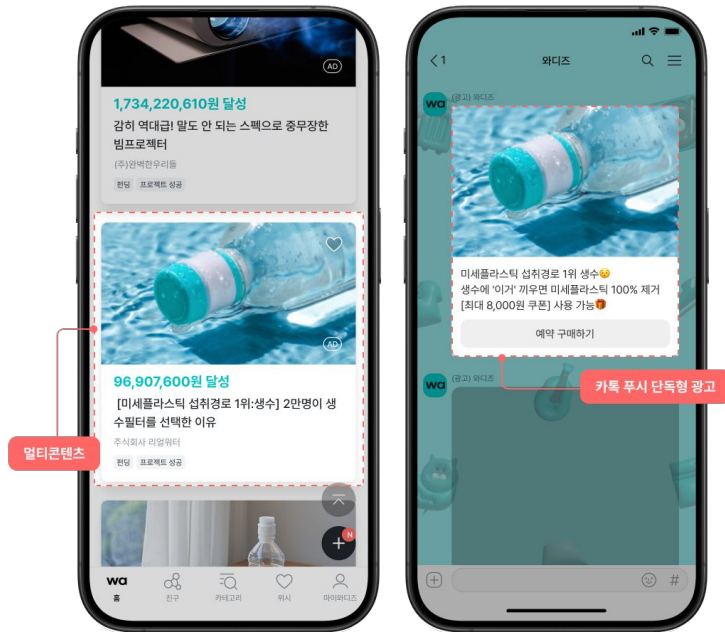 AD
1,734,220,610원 달성
감히 역대급! 말도 안 되는 스펙으로 중무장한
빔프로젝터
(주)완벽한우리들
펀딩 프로젝트 성공
AD
96,907,600원 달성
[미세플라스틱 섭취경로 1위:생수] 2만명이 생
수필터를 선택한 이유
주식회사 리얼워터
펀딩 프로젝트 성공
멀티콘텐츠
N
wa
홈 친구 카테고리 위시 마이와디즈
1
와디즈
wa
(광고) 와디즈
미세플라스틱 섭취경로 1위 생수😥
생수에 '이거' 끼우면 미세플라스틱 100% 제거
[최대 8,000원 쿠폰] 사용 가능🎁
예약 구매하기
카톡 푸시 단독형 광고
wa
(광고) 와디즈
#